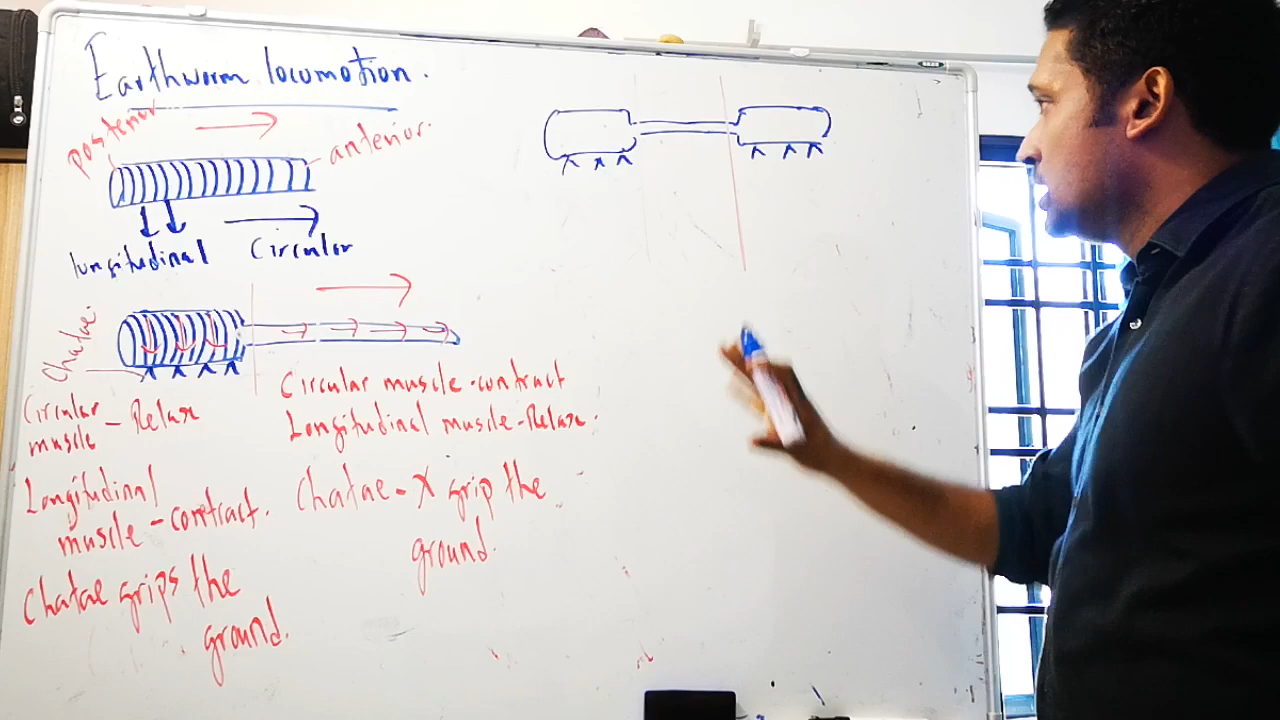 Earthworm locomotion.
posterior
anterior.
longitudinal
Circular
Chatae
Circular
muscle - Relax
Longitudinal
muscle - contract.
Chatae grips the
ground.
Circular muscle - contract
Longitudinal muscle - Relax.
Chatae - X grip the
ground.